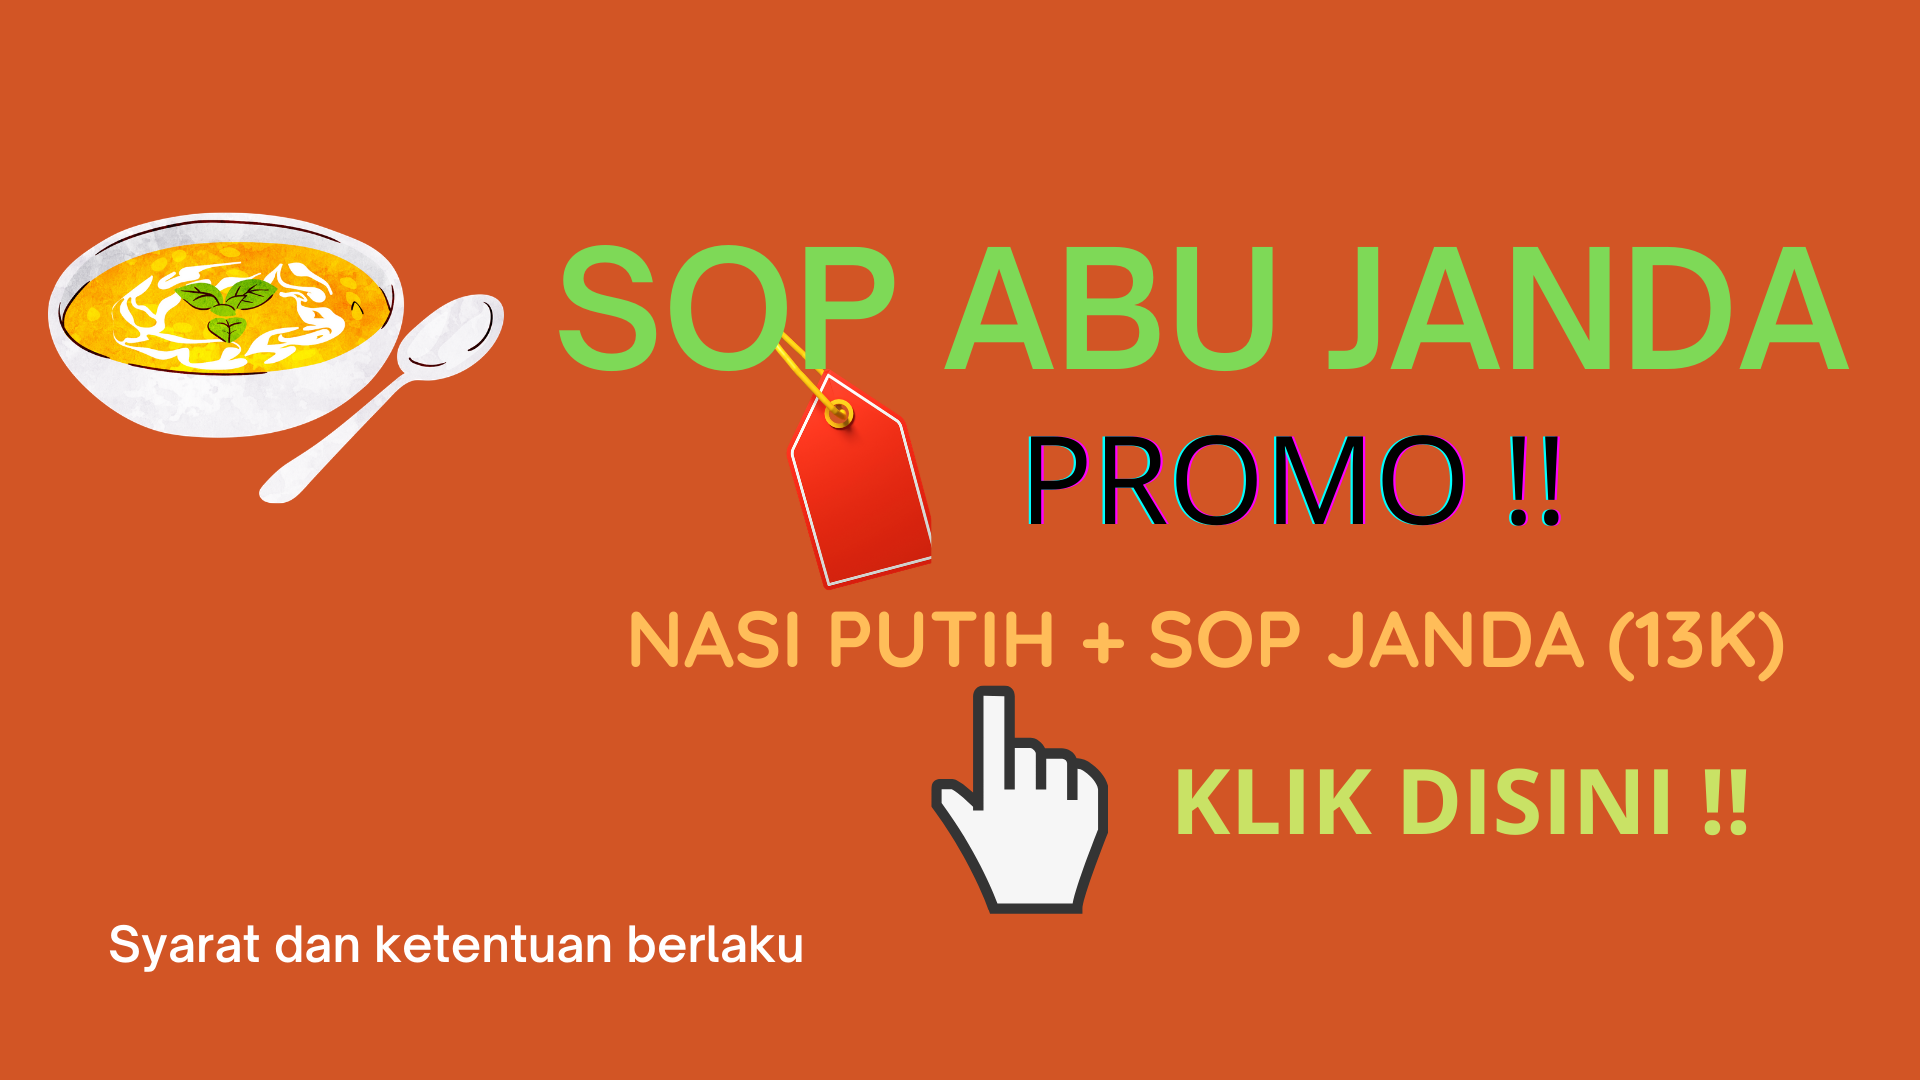 SOP ABU JANDA
PROMO !!
NASI PUTIH + SOP JANDA (13K)
KLIK DISINI !!
Syarat dan ketentuan berlaku